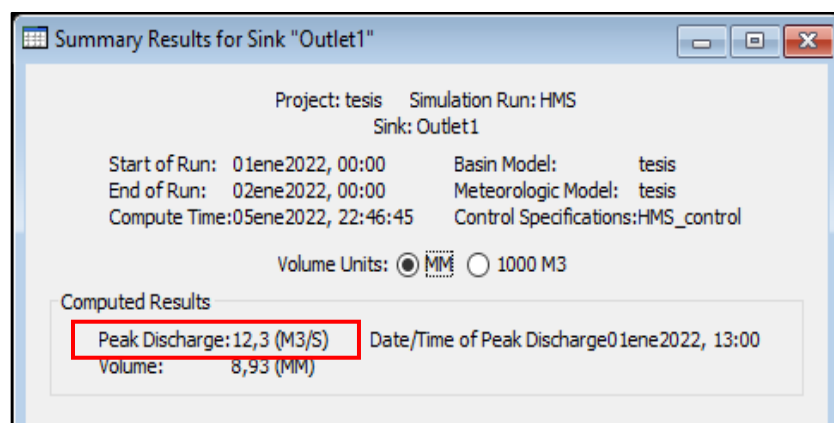 Summary Results for Sink "Outlet1"
Project: tesis Simulation Run: HMS
Sink: Outlet1
Start of Run: 01ene2022, 00:00 Basin Model: tesis
End of Run: 02ene2022, 00:00 Meteorologic Model: tesis
Compute Time:05ene2022, 22:46:45 Control Specifications:HMS_control
Volume Units: MM 1000 M3
Computed Results
Peak Discharge:12,3 (M3/S) Date/Time of Peak Discharge01ene2022, 13:00
Volume: 8,93 (MM)